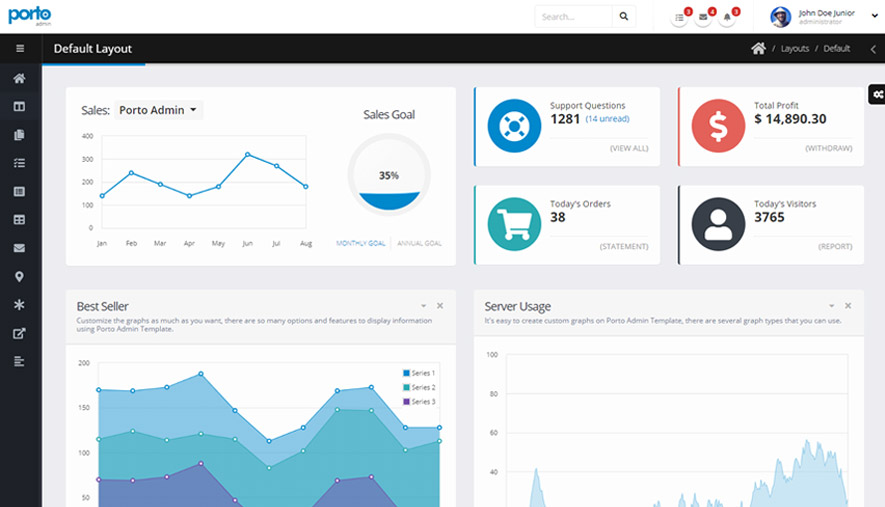 porto
admin
Search...
3
4
3
John Doe Junior
administrator
Default Layout
/ Layouts / Default
Sales: Porto Admin
400
300
200
100
0
Jan Feb Mar Apr May Jun Jul Aug
Sales Goal
35%
MONTHLY GOAL ANNUAL GOAL
Support Questions
1281 (14 unread)
(VIEW ALL)
Total Profit
$ 14,890.30
(WITHDRAW)
Today's Orders
38
(STATEMENT)
Today's Visitors
3765
(REPORT)
Best Seller
Customize the graphs as much as you want, there are so many options and features to display information
using Porto Admin Template.
200
150
100
50
Series 1
Series 2
Series 3
Server Usage
It's easy to create custom graphs on Porto Admin Template, there are several graph types that you can use.
100
80
60
40